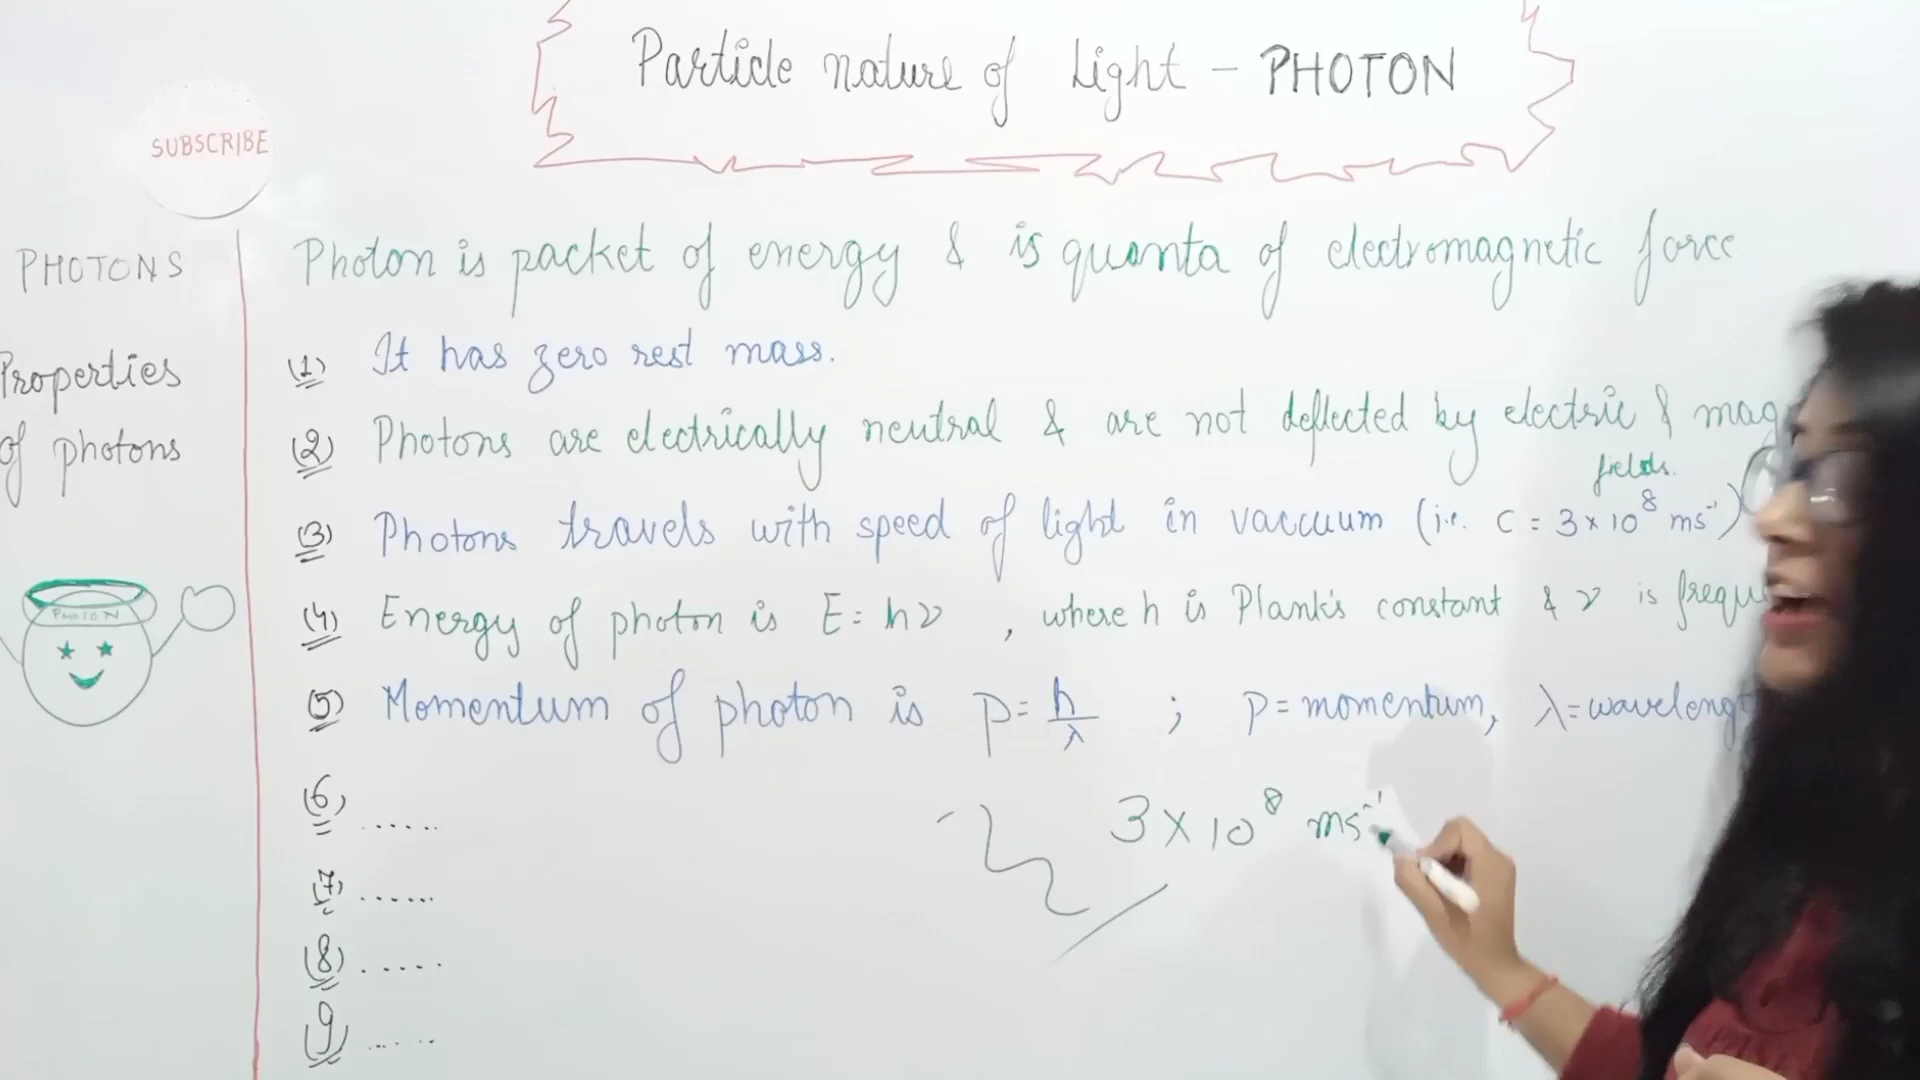 Particle nature of Light - PHOTON
SUBSCRIBE
PHOTONS
Photon is packet of energy & is quanta of electromagnetic force
Properties
of photons
(1) It has zero rest mass.
(2) Photons are electrically neutral & are not deflected by electric & mag
fields.
(3) Photons travels with speed of light in vaccuum (i.e. c = 3×10⁸ ms⁻¹)
(4) Energy of photon is E = hν , where h is Plank's constant & ν is frequ
PHOTON
(5) Momentum of photon is p = h/λ ; p = momentum, λ = waveleng
(6) ......
3×10⁸ ms⁻¹
(7) ......
(8) .....
(9) ......